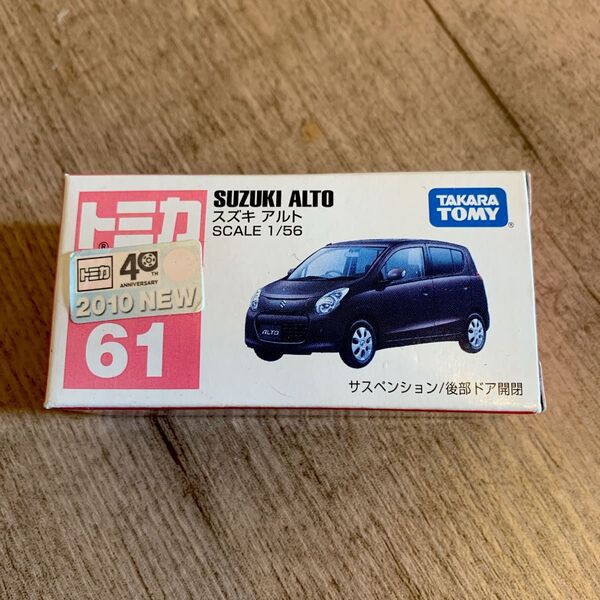 トミカ
®
トミカ
40TH
ANNIVERSARY
2010 NEW
61
SUZUKI ALTO
スズキ アルト
SCALE 1/56
TAKARA
TOMY®
ALTO
サスペンション/後部ドア開閉